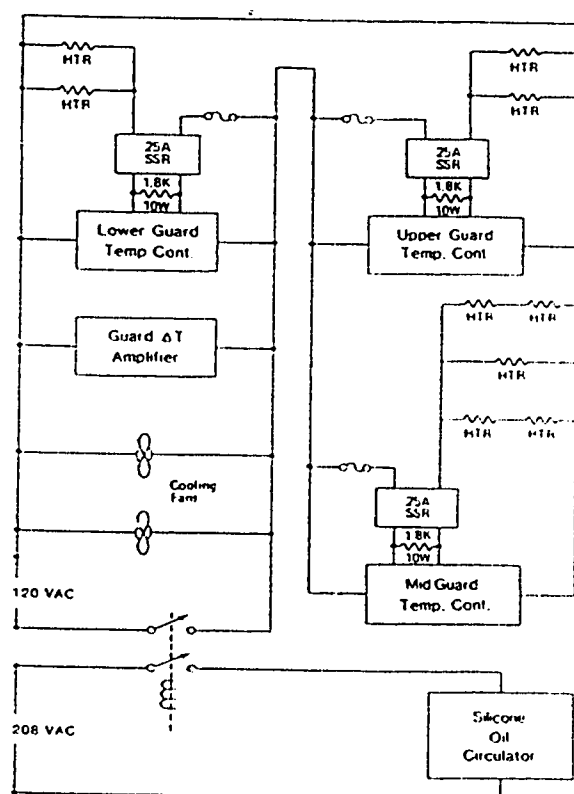 HTR
HTR
HTR
HTR
25A
SSR
1.8K
10W
Lower Guard
Temp Cont.
25A
SSR
1.8K
10W
Upper Guard
Temp. Cont
Guard ΔT
Amplifier
HTR
HTR
HTR
HTR
HTR
Cooling
Fans
25A
SSR
1.8K
10W
Mid Guard
Temp. Cont.
120 VAC
208 VAC
Silicone
Oil
Circulator